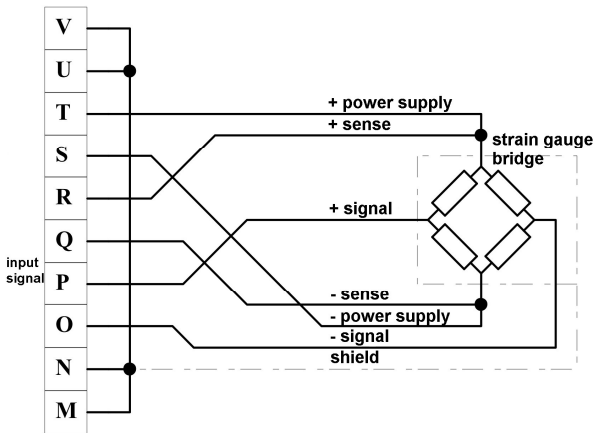 V
U
T
+ power supply
+ sense
strain gauge
bridge
S
R
+ signal
Q
input
signal
P
- sense
- power supply
O
- signal
shield
N
M